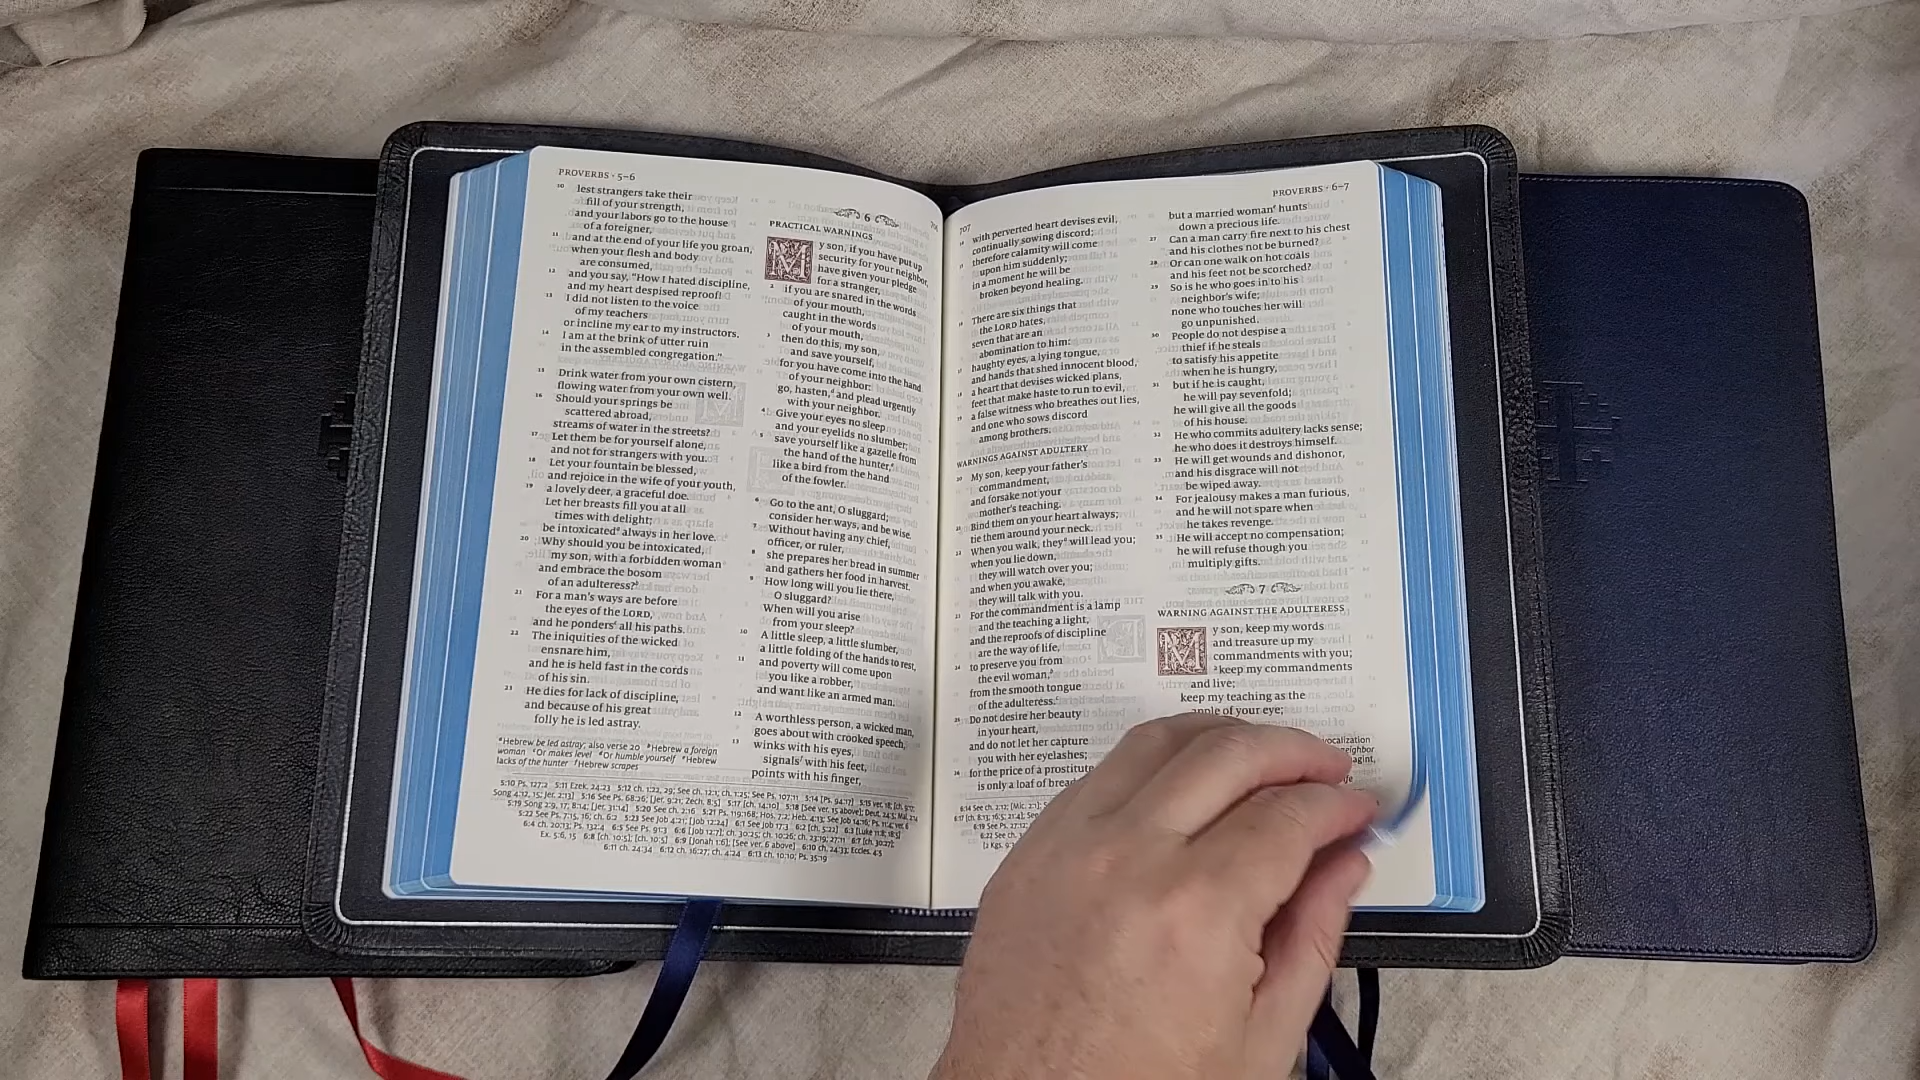 PROVERBS · 5–6
10 lest strangers take their
fill of your strength,
and your labors go to the house
of a foreigner,
11 and at the end of your life you groan,
when your flesh and body
are consumed,
12 and you say, “How I hated discipline,
and my heart despised reproof!
13 I did not listen to the voice
of my teachers
or incline my ear to my instructors.
14 I am at the brink of utter ruin
in the assembled congregation.”
15 Drink water from your own cistern,
flowing water from your own well.
16 Should your springs be
scattered abroad,
streams of water in the streets?
17 Let them be for yourself alone,
and not for strangers with you.
18 Let your fountain be blessed,
and rejoice in the wife of your youth,
19 a lovely deer, a graceful doe.
Let her breasts fill you at all
times with delight;
be intoxicated always in her love.
20 Why should you be intoxicated,
my son, with a forbidden woman
and embrace the bosom
of an adulteress?
21 For a man's ways are before
the eyes of the LORD,
and he ponders all his paths.
22 The iniquities of the wicked
ensnare him,
and he is held fast in the cords
of his sin.
23 He dies for lack of discipline,
and because of his great
folly he is led astray.
6
PRACTICAL WARNINGS
My son, if you have put up
security for your neighbor,
have given your pledge
for a stranger,
2 if you are snared in the words
of your mouth,
caught in the words
of your mouth,
3 then do this, my son,
and save yourself,
for you have come into the hand
of your neighbor:
go, hasten, and plead urgently
with your neighbor.
4 Give your eyes no sleep
and your eyelids no slumber;
5 save yourself like a gazelle from
the hand of the hunter,
like a bird from the hand
of the fowler.
6 Go to the ant, O sluggard;
consider her ways, and be wise.
7 Without having any chief,
officer, or ruler,
8 she prepares her bread in summer
and gathers her food in harvest.
9 How long will you lie there,
O sluggard?
When will you arise
from your sleep?
10 A little sleep, a little slumber,
a little folding of the hands to rest,
11 and poverty will come upon
you like a robber,
and want like an armed man.
12 A worthless person, a wicked man,
goes about with crooked speech,
13 winks with his eyes,
signals with his feet,
points with his finger,
Hebrew be led astray; also verse 20 Hebrew a foreign
woman Or makes level Or humble yourself Hebrew
lacks of the hunter Hebrew scrapes
707
PROVERBS · 6–7
14 with perverted heart devises evil,
continually sowing discord;
15 therefore calamity will come
upon him suddenly;
in a moment he will be
broken beyond healing.
16 There are six things that
the LORD hates,
seven that are an
abomination to him:
17 haughty eyes, a lying tongue,
and hands that shed innocent blood,
18 a heart that devises wicked plans,
feet that make haste to run to evil,
19 a false witness who breathes out lies,
and one who sows discord
among brothers.
WARNINGS AGAINST ADULTERY
20 My son, keep your father's
commandment,
and forsake not your
mother's teaching.
21 Bind them on your heart always;
tie them around your neck.
22 When you walk, they will lead you;
when you lie down,
they will watch over you;
and when you awake,
they will talk with you.
23 For the commandment is a lamp
and the teaching a light,
and the reproofs of discipline
are the way of life,
24 to preserve you from
the evil woman,
from the smooth tongue
of the adulteress.
25 Do not desire her beauty
in your heart,
and do not let her capture
you with her eyelashes;
26 for the price of a prostitute
is only a loaf of
but a married woman hunts
down a precious life.
27 Can a man carry fire next to his chest
and his clothes not be burned?
28 Or can one walk on hot coals
and his feet not be scorched?
29 So is he who goes in to his
neighbor's wife;
none who touches her will
go unpunished.
30 People do not despise a
thief if he steals
to satisfy his appetite
when he is hungry,
31 but if he is caught,
he will pay sevenfold;
he will give all the goods
of his house.
32 He who commits adultery lacks sense;
he who does it destroys himself.
33 He will get wounds and dishonor,
and his disgrace will not
be wiped away.
34 For jealousy makes a man furious,
and he will not spare when
he takes revenge.
35 He will accept no compensation;
he will refuse though you
multiply gifts.
7
WARNING AGAINST THE ADULTERESS
My son, keep my words
and treasure up my
commandments with you;
2 keep my commandments
and live;
keep my teaching as the
apple of your eye;